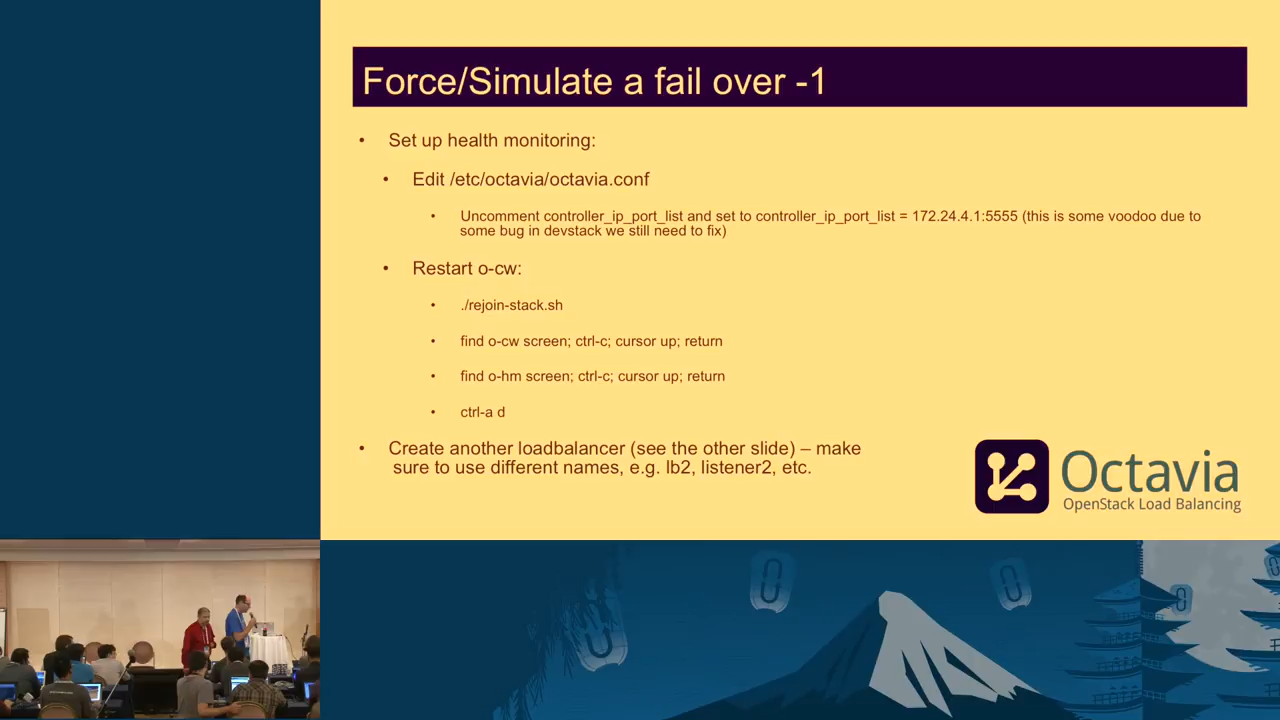 Force/Simulate a fail over -1
• Set up health monitoring:
• Edit /etc/octavia/octavia.conf
• Uncomment controller_ip_port_list and set to controller_ip_port_list = 172.24.4.1:5555 (this is some voodoo due to
some bug in devstack we still need to fix)
• Restart o-cw:
• ./rejoin-stack.sh
• find o-cw screen; ctrl-c; cursor up; return
• find o-hm screen; ctrl-c; cursor up; return
• ctrl-a d
• Create another loadbalancer (see the other slide) – make
sure to use different names, e.g. lb2, listener2, etc.
Octavia
OpenStack Load Balancing